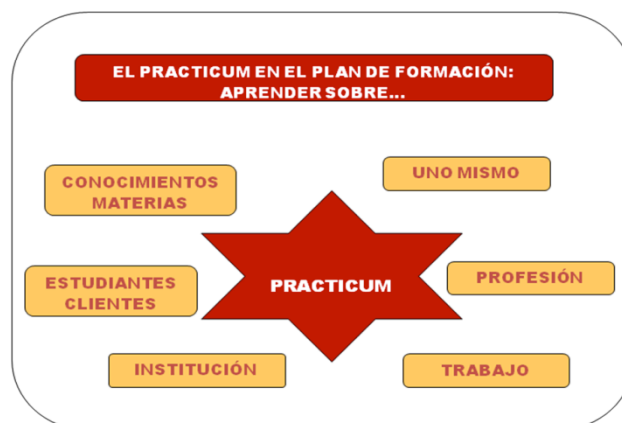 EL PRACTICUM EN EL PLAN DE FORMACIÓN:
APRENDER SOBRE...
CONOCIMIENTOS
MATERIAS
UNO MISMO
ESTUDIANTES
CLIENTES
PRACTICUM
PROFESIÓN
INSTITUCIÓN
TRABAJO